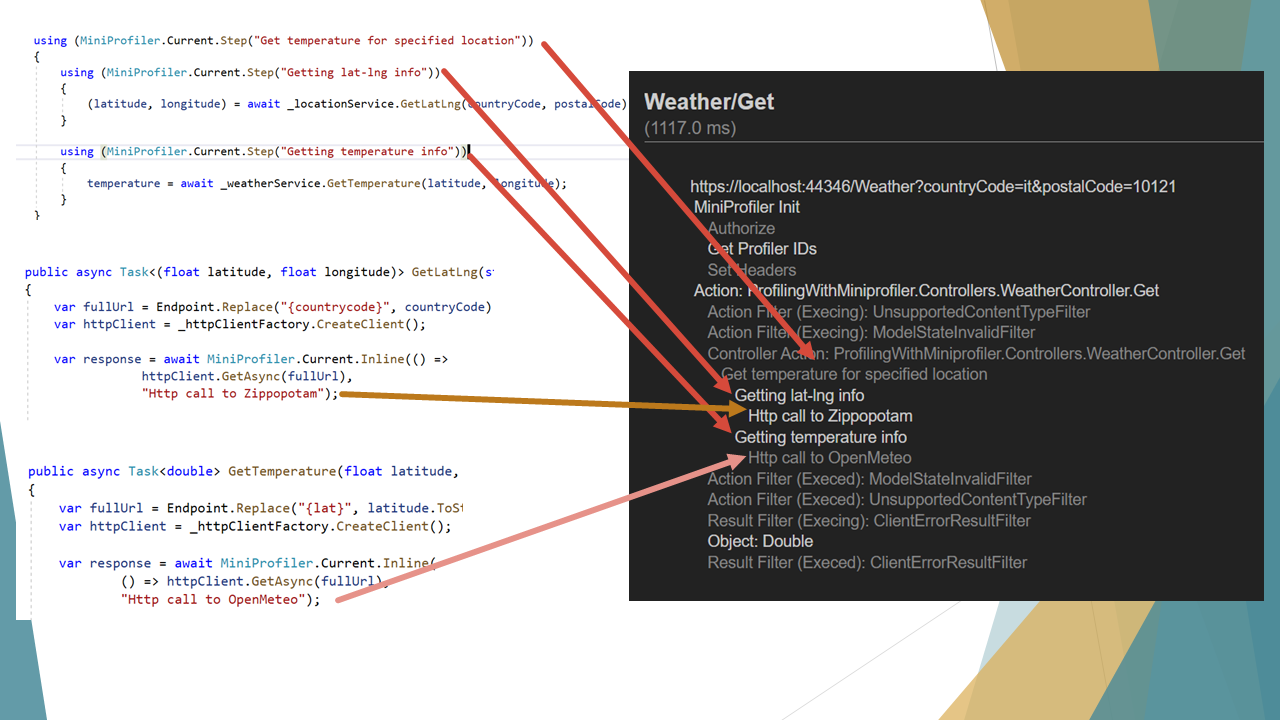 using (MiniProfiler.Current.Step("Get temperature for specified location"))
{
using (MiniProfiler.Current.Step("Getting lat-lng info"))
{
(latitude, longitude) = await _locationService.GetLatLng(countryCode, postalCode)
}
using (MiniProfiler.Current.Step("Getting temperature info"))
{
temperature = await _weatherService.GetTemperature(latitude, longitude);
}
}
public async Task<(float latitude, float longitude)> GetLatLng(st
{
var fullUrl = Endpoint.Replace("{countrycode}", countryCode)
var httpClient = _httpClientFactory.CreateClient();
var response = await MiniProfiler.Current.Inline(() =>
httpClient.GetAsync(fullUrl),
"Http call to Zippopotam");
public async Task<double> GetTemperature(float latitude,
{
var fullUrl = Endpoint.Replace("{lat}", latitude.ToSt
var httpClient = _httpClientFactory.CreateClient();
var response = await MiniProfiler.Current.Inline(
() => httpClient.GetAsync(fullUrl),
"Http call to OpenMeteo");
Weather/Get
(1117.0 ms)
https://localhost:44346/Weather?countryCode=it&postalCode=10121
MiniProfiler Init
Authorize
Get Profiler IDs
Set Headers
Action: ProfilingWithMiniprofiler.Controllers.WeatherController.Get
Action Filter (Execing): UnsupportedContentTypeFilter
Action Filter (Execing): ModelStateInvalidFilter
Controller Action: ProfilingWithMiniprofiler.Controllers.WeatherController.Get
Get temperature for specified location
Getting lat-lng info
Http call to Zippopotam
Getting temperature info
Http call to OpenMeteo
Action Filter (Execed): ModelStateInvalidFilter
Action Filter (Execed): UnsupportedContentTypeFilter
Result Filter (Execing): ClientErrorResultFilter
Object: Double
Result Filter (Execed): ClientErrorResultFilter